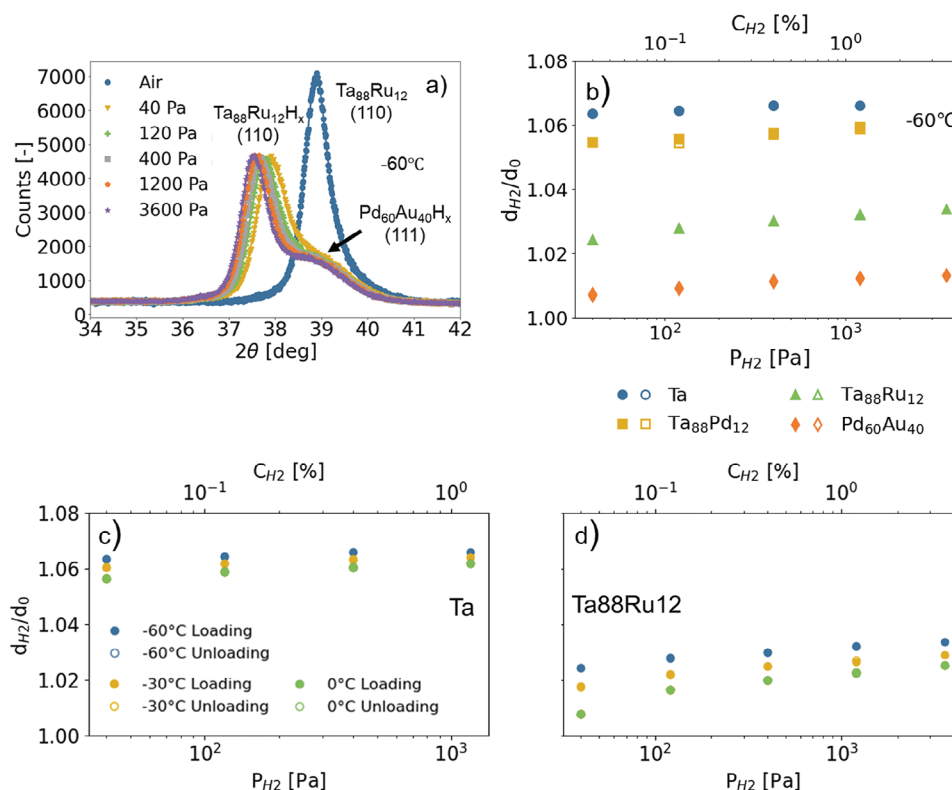 a)
Counts [-]
7000
6000
5000
4000
3000
2000
1000
0
Air
40 Pa
120 Pa
400 Pa
1200 Pa
3600 Pa
Ta88Ru12Hx
(110)
Ta88Ru12
(110)
-60℃
Pd60Au40Hx
(111)
34 35 36 37 38 39 40 41 42
2θ [deg]
CH2 [%]
10⁻¹ 10⁰
b)
-60℃
dH2/d0
1.08
1.06
1.04
1.02
1.00
10² 10³
PH2 [Pa]
Ta Ta88Ru12
Ta88Pd12 Pd60Au40
CH2 [%]
10⁻¹ 10⁰
c)
Ta
dH2/d0
1.08
1.06
1.04
1.02
1.00
-60°C Loading
-60°C Unloading
-30°C Loading 0°C Loading
-30°C Unloading 0°C Unloading
10² 10³
PH2 [Pa]
CH2 [%]
10⁻¹ 10⁰
d)
Ta88Ru12
10² 10³
PH2 [Pa]